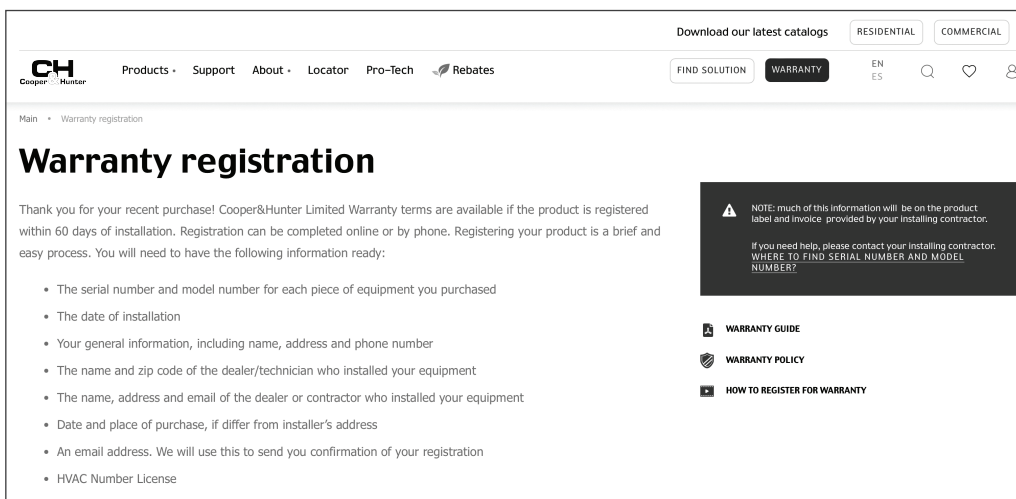 Download our latest catalogs RESIDENTIAL COMMERCIAL
CH
Cooper & Hunter
Products • Support About • Locator Pro-Tech Rebates FIND SOLUTION WARRANTY EN
ES
Main • Warranty registration
Warranty registration
Thank you for your recent purchase! Cooper&Hunter Limited Warranty terms are available if the product is registered
within 60 days of installation. Registration can be completed online or by phone. Registering your product is a brief and
easy process. You will need to have the following information ready:
• The serial number and model number for each piece of equipment you purchased
• The date of installation
• Your general information, including name, address and phone number
• The name and zip code of the dealer/technician who installed your equipment
• The name, address and email of the dealer or contractor who installed your equipment
• Date and place of purchase, if differ from installer's address
• An email address. We will use this to send you confirmation of your registration
• HVAC Number License
NOTE: much of this information will be on the product
label and invoice provided by your installing contractor.
If you need help, please contact your installing contractor.
WHERE TO FIND SERIAL NUMBER AND MODEL
NUMBER?
WARRANTY GUIDE
WARRANTY POLICY
HOW TO REGISTER FOR WARRANTY